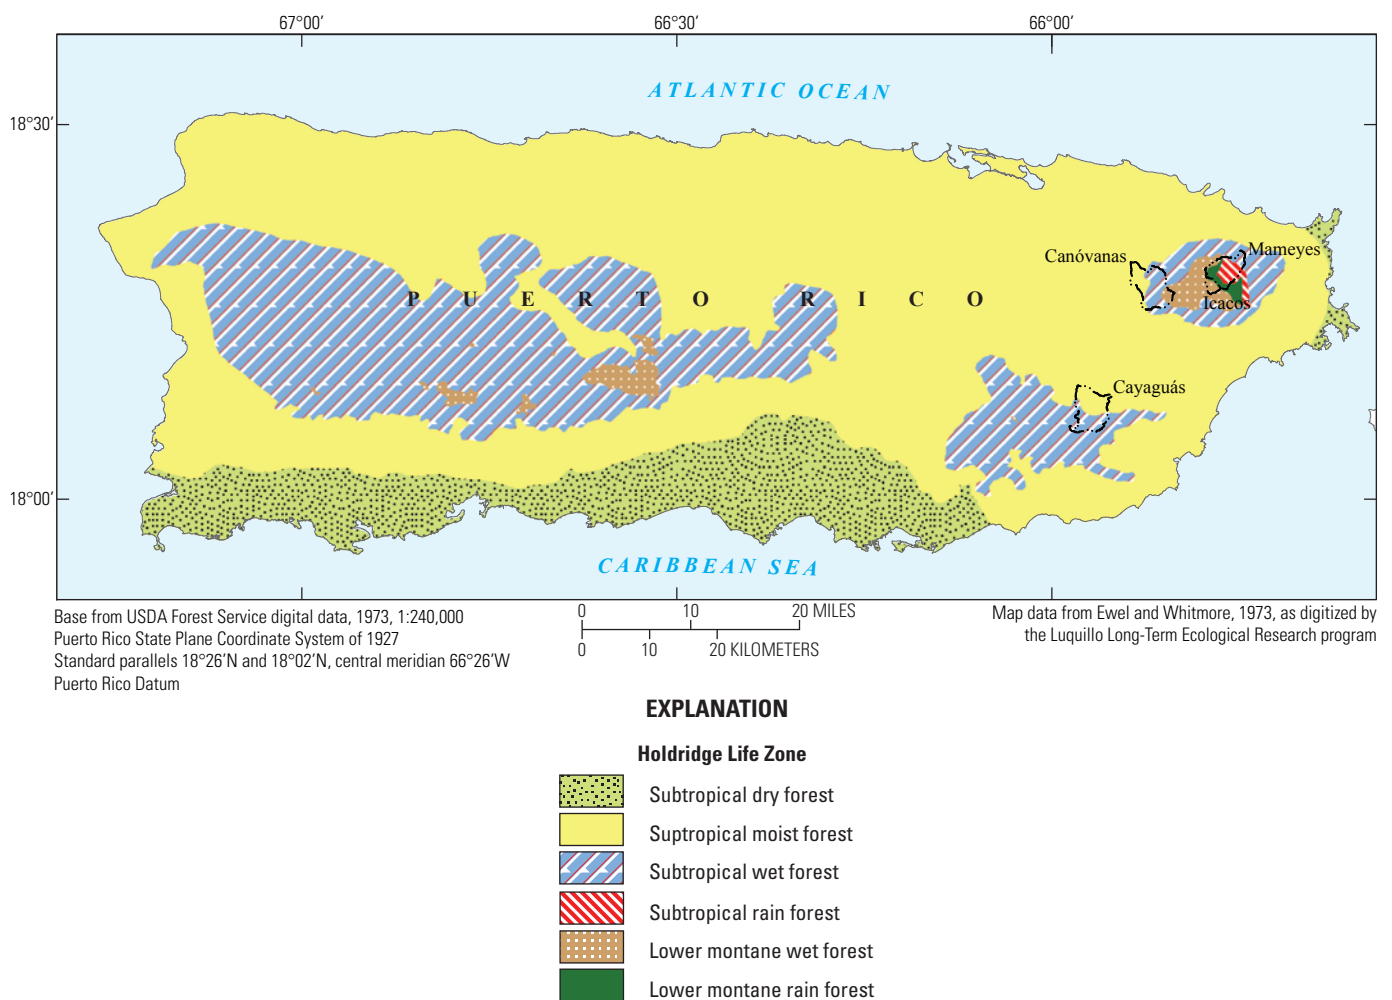 67°00′ 66°30′ 66°00′
ATLANTIC OCEAN
18°30′
Canóvanas
Mameyes
PUERTO RICO
Icacos
Cayaguás
18°00′
CARIBBEAN SEA
Base from USDA Forest Service digital data, 1973, 1:240,000
Puerto Rico State Plane Coordinate System of 1927
Standard parallels 18°26′N and 18°02′N, central meridian 66°26′W
Puerto Rico Datum
0 10 20 MILES
0 10 20 KILOMETERS
Map data from Ewel and Whitmore, 1973, as digitized by
the Luquillo Long-Term Ecological Research program
EXPLANATION
Holdridge Life Zone
Subtropical dry forest
Suptropical moist forest
Subtropical wet forest
Subtropical rain forest
Lower montane wet forest
Lower montane rain forest